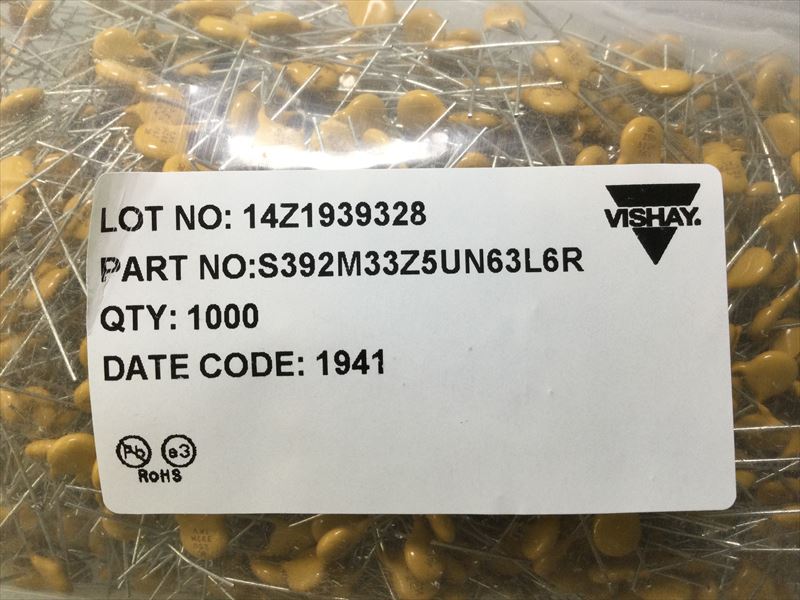 LOT NO: 14Z1939328
VISHAY.
PART NO:S392M33Z5UN63L6R
QTY: 1000
DATE CODE: 1941
Pb e3
RoHS